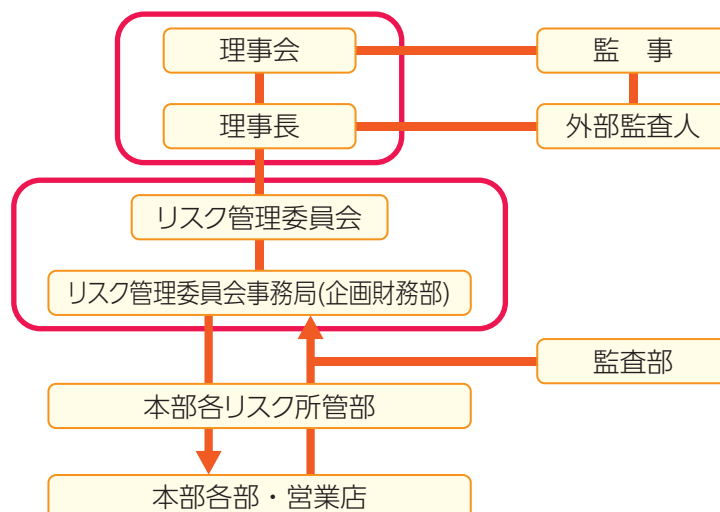 理事会
監　事
理事長
外部監査人
リスク管理委員会
リスク管理委員会事務局(企画財務部)
監査部
本部各リスク所管部
本部各部・営業店